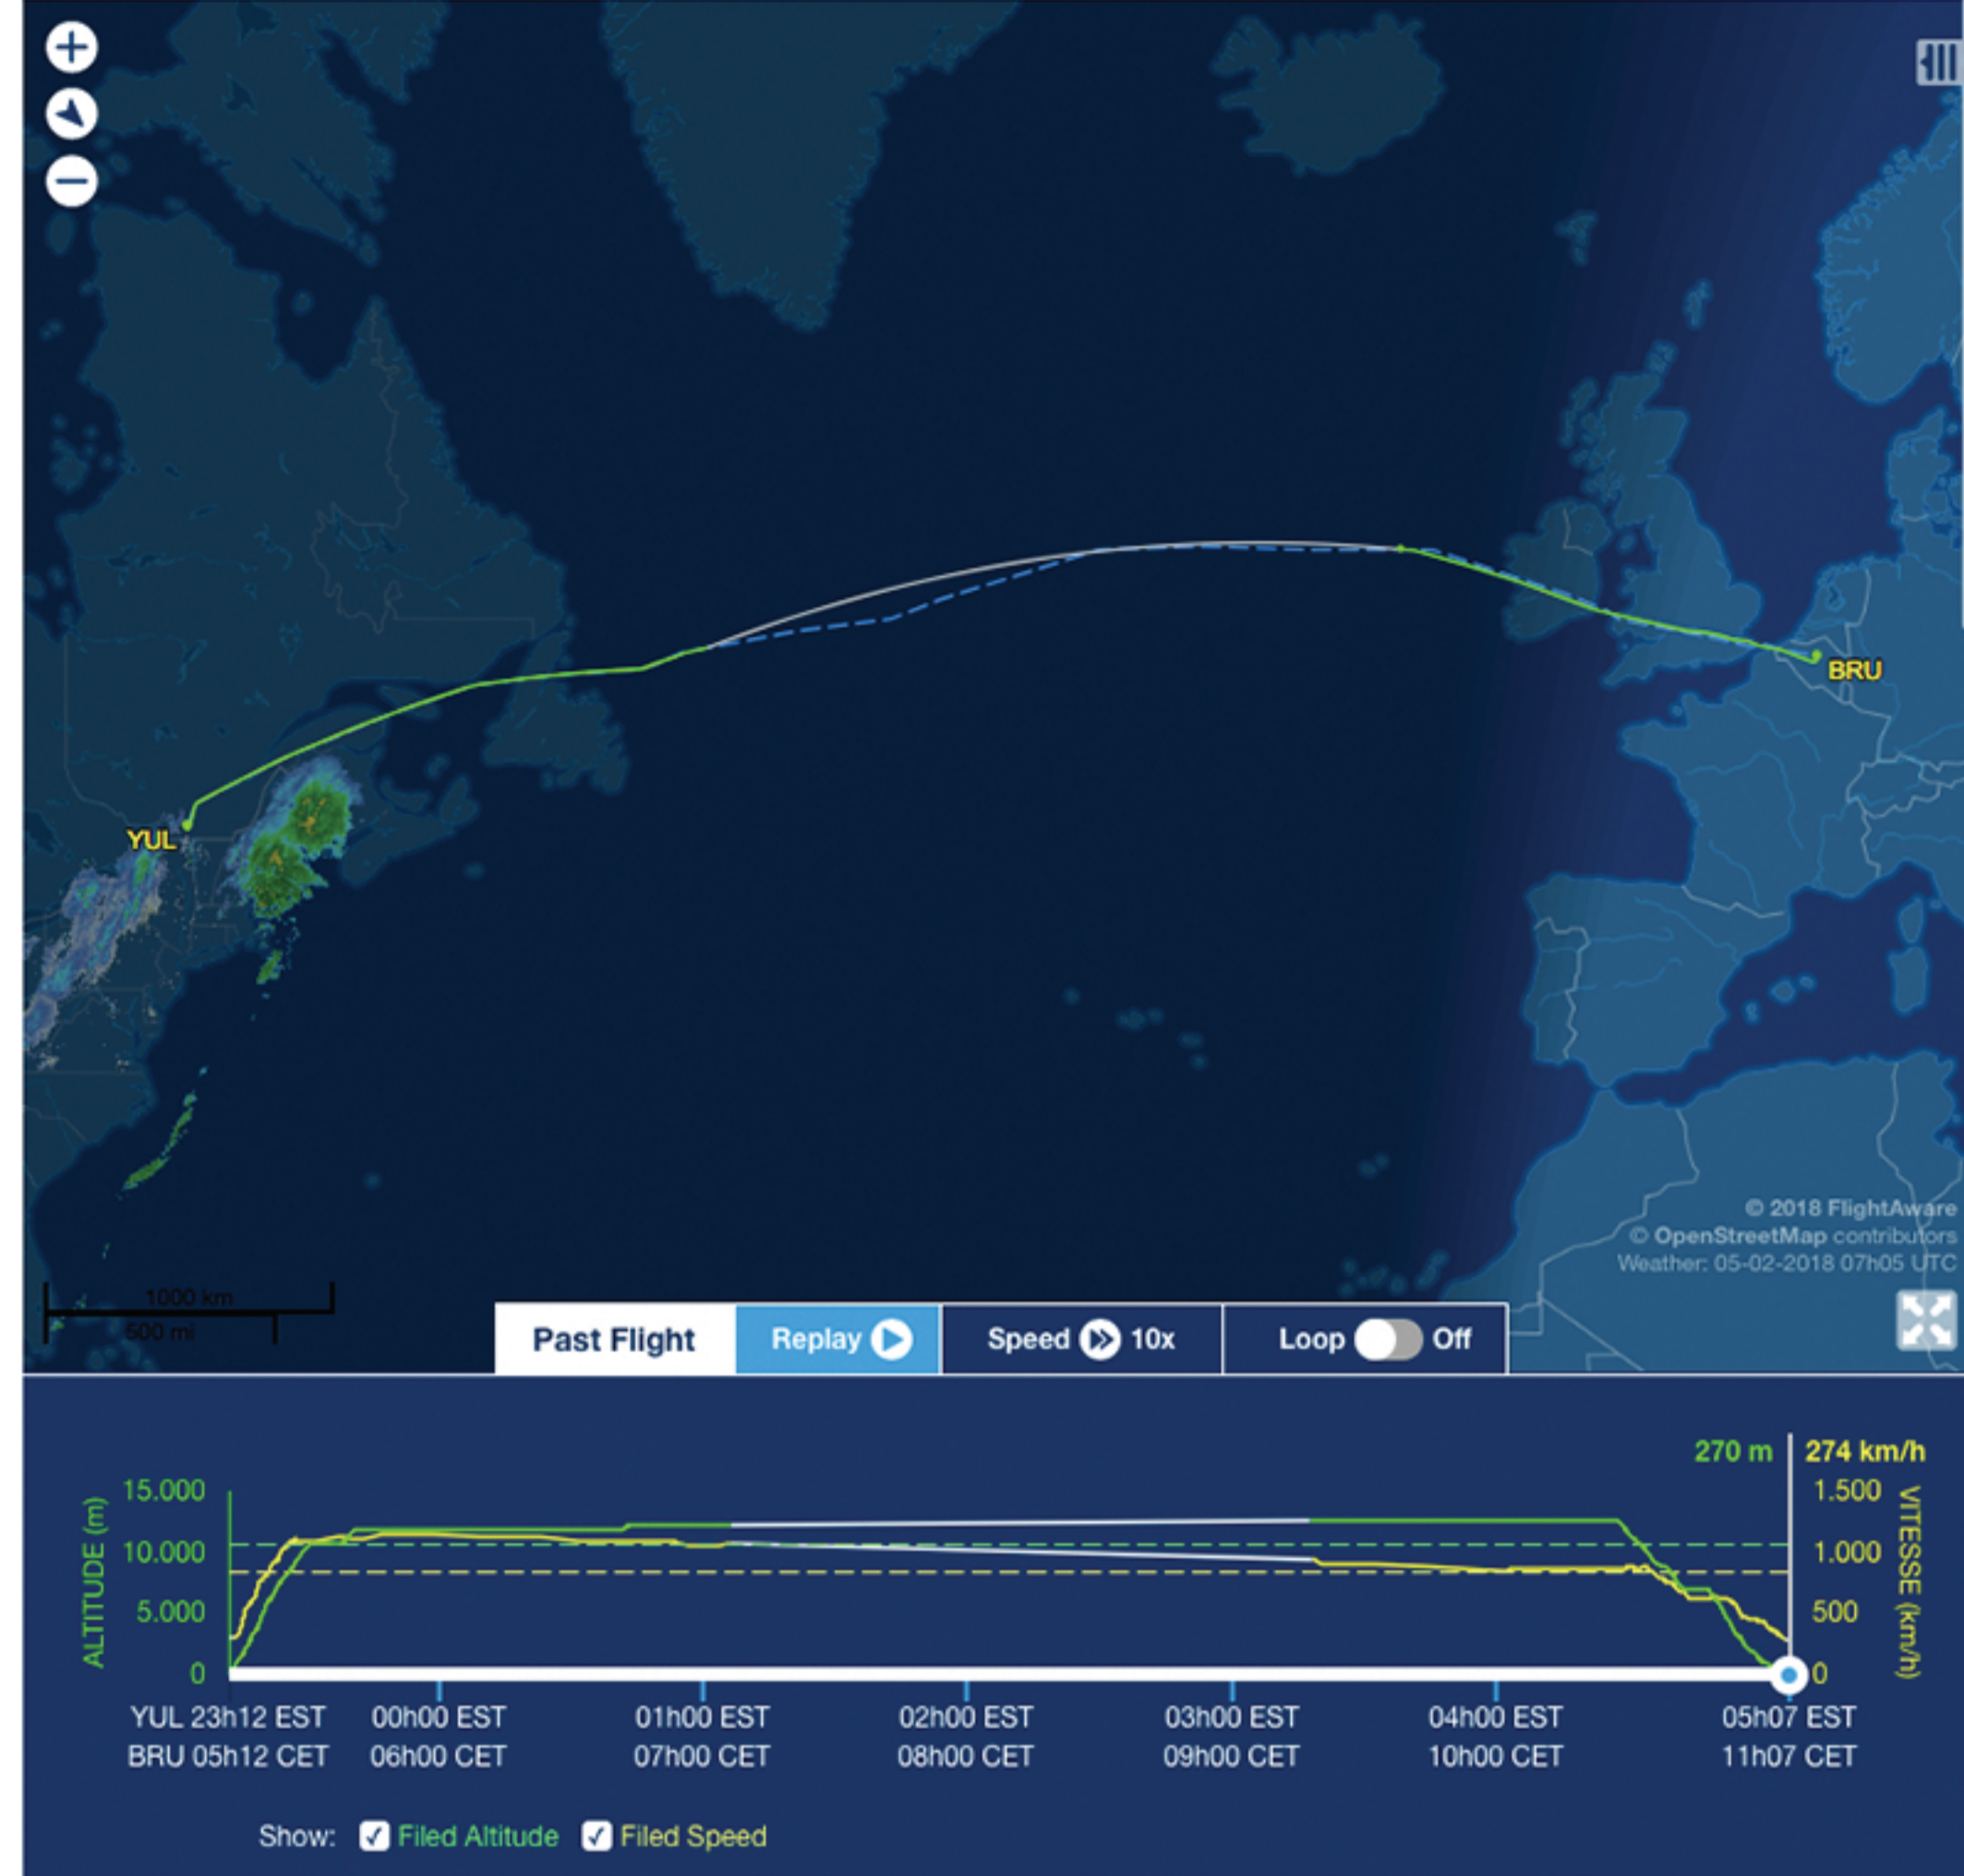 BRU
YUL
© 2018 FlightAware
© OpenStreetMap contributors
Weather: 05-02-2018 07h05 UTC
1000 km
500 mi
Past Flight Replay Speed 10x Loop Off
270 m 274 km/h
15.000 1.500
10.000 1.000
5.000 500
0 0
ALTITUDE (m)
VITESSE (km/h)
YUL 23h12 EST 00h00 EST 01h00 EST 02h00 EST 03h00 EST 04h00 EST 05h07 EST
BRU 05h12 CET 06h00 CET 07h00 CET 08h00 CET 09h00 CET 10h00 CET 11h07 CET
Show: Filed Altitude Filed Speed